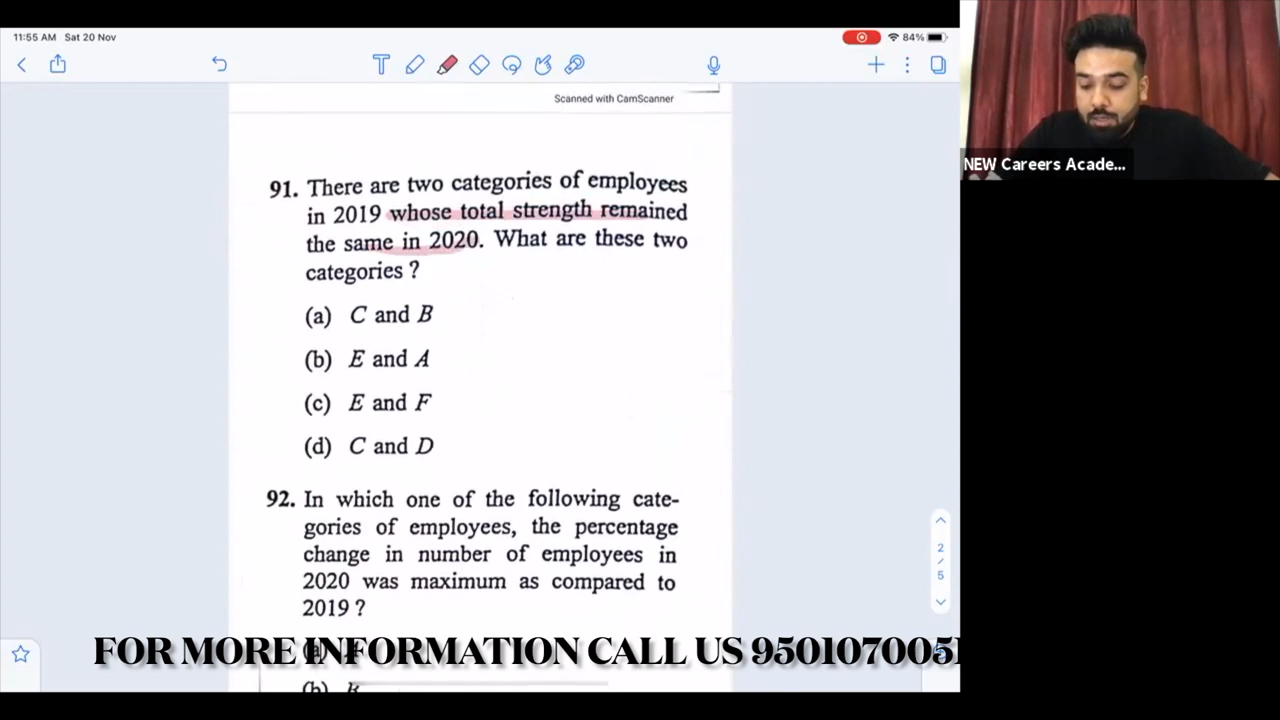 11:55 AM Sat 20 Nov
84%
Scanned with CamScanner
NEW Careers Acade...
91. There are two categories of employees
in 2019 whose total strength remained
the same in 2020. What are these two
categories ?
(a) C and B
(b) E and A
(c) E and F
(d) C and D
92. In which one of the following cate-
gories of employees, the percentage
change in number of employees in
2020 was maximum as compared to
2019 ?
2
/
5
FOR MORE INFORMATION CALL US 950107005
(b)